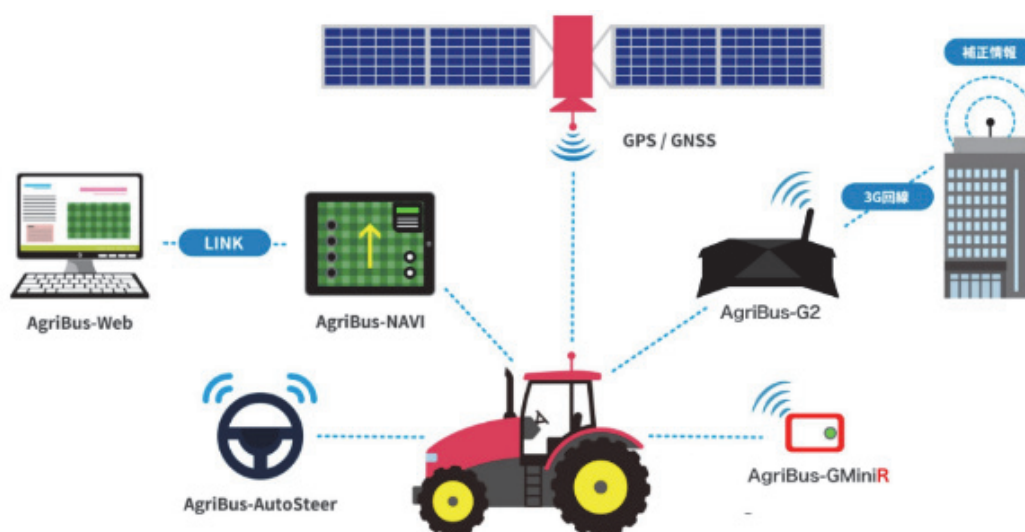 補正情報
GPS / GNSS
3G回線
LINK
AgriBus-Web
AgriBus-NAVI
AgriBus-G2
AgriBus-AutoSteer
AgriBus-GMiniR